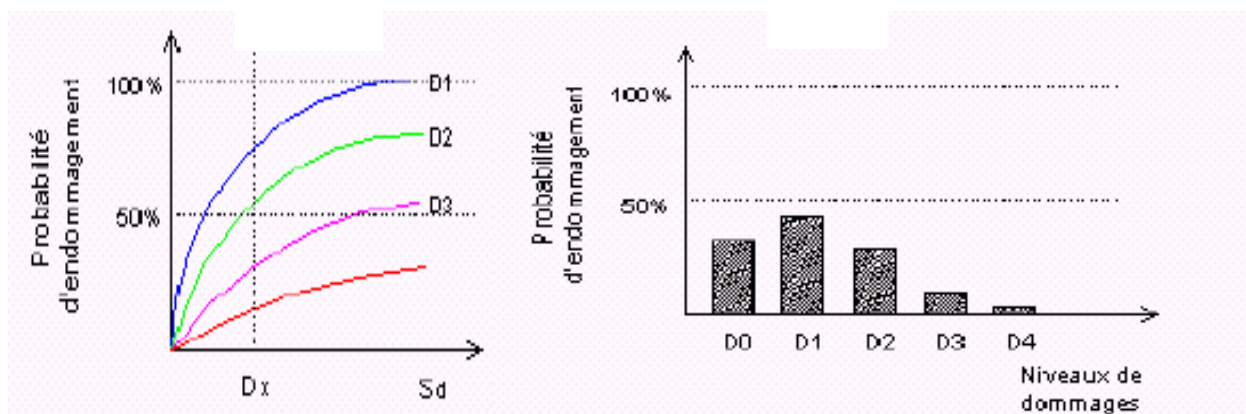 Probabilité
d'endommagement
100%
50%
D1
D2
D3
Dx
Sd
Probabilité
d'endommagement
100%
50%
D0
D1
D2
D3
D4
Niveaux de
dommages